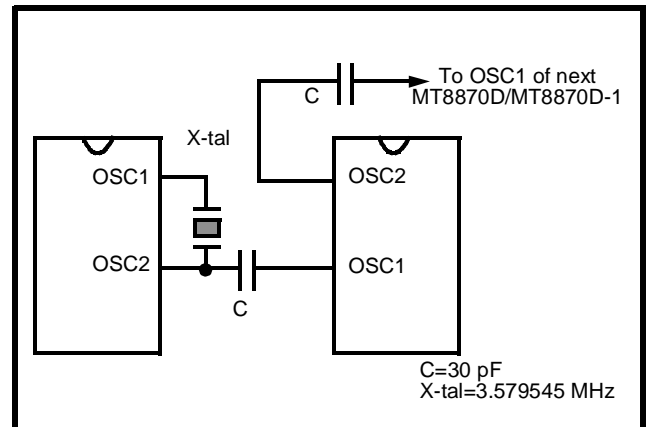 C
To OSC1 of next
MT8870D/MT8870D-1
X-tal
OSC1
OSC2
OSC2
OSC1
C
C=30 pF
X-tal=3.579545 MHz